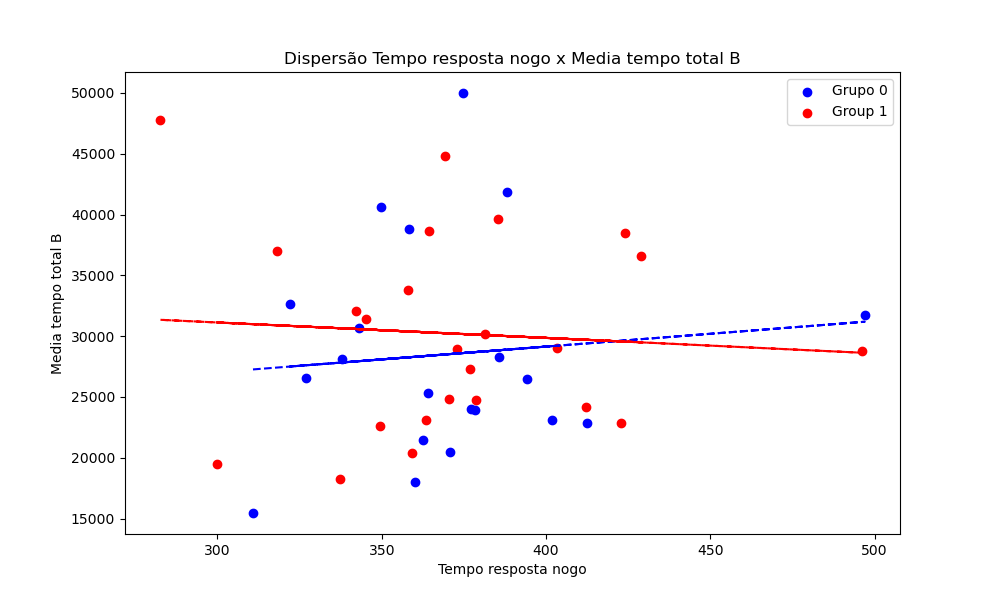 Dispersão Tempo resposta nogo x Media tempo total B
Grupo 0
Group 1
50000
45000
40000
35000
30000
25000
20000
15000
Media tempo total B
300
350
400
450
500
Tempo resposta nogo